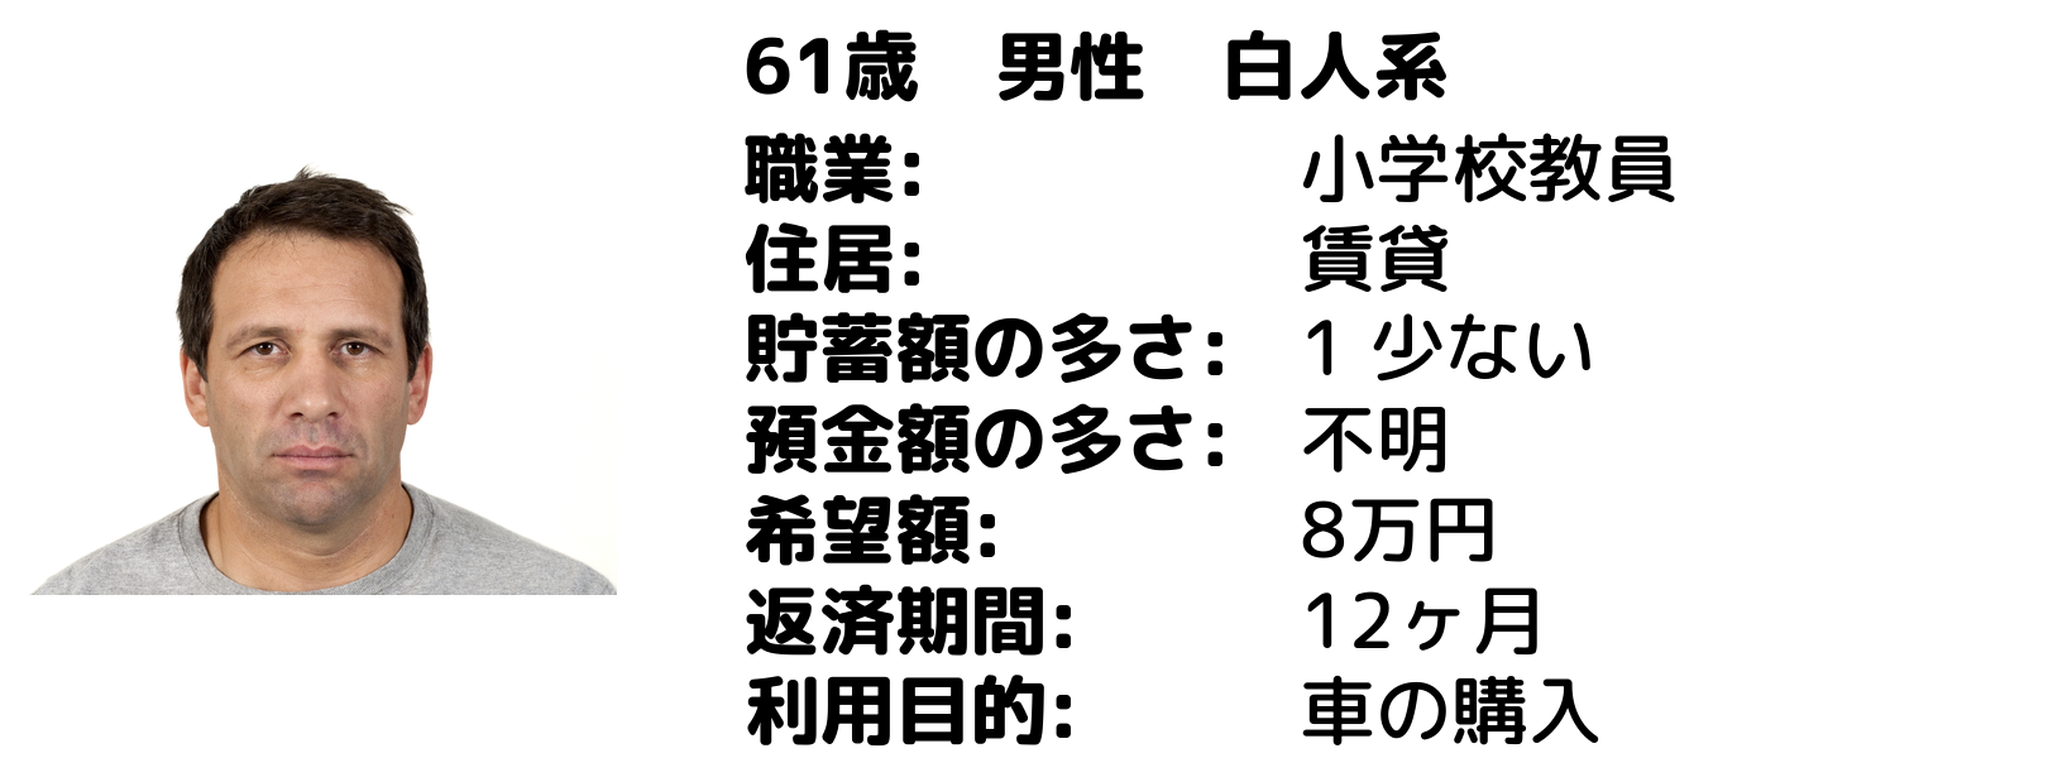 61歳　男性　白人系
職業: 小学校教員
住居: 賃貸
貯蓄額の多さ: 1 少ない
預金額の多さ: 不明
希望額: 8万円
返済期間: 12ヶ月
利用目的: 車の購入